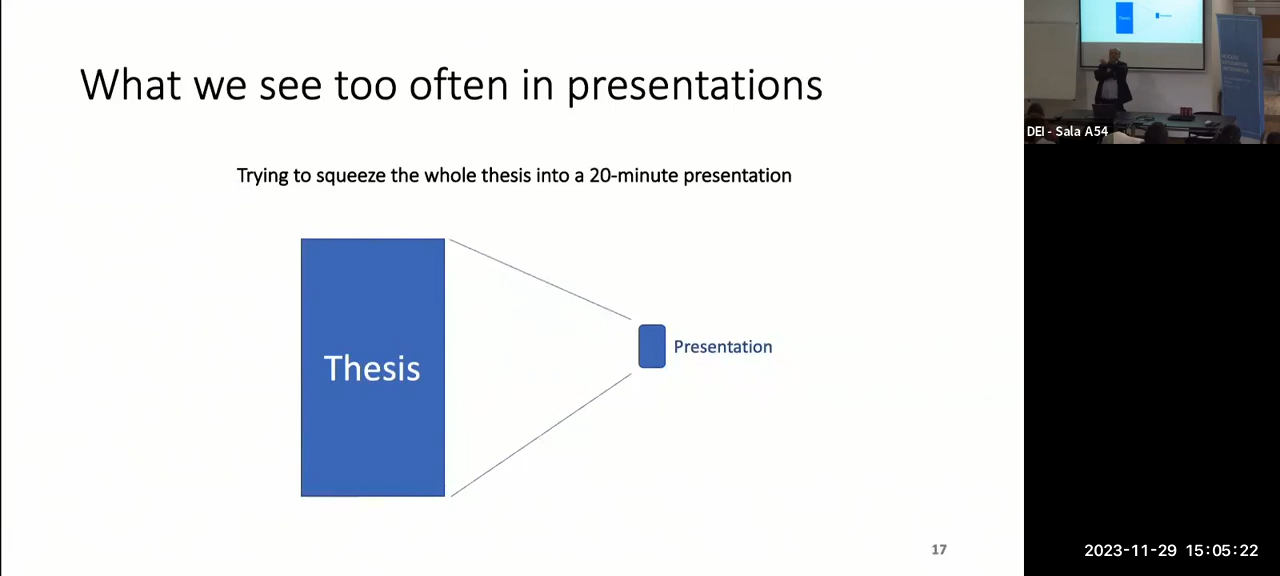 What we see too often in presentations
Trying to squeeze the whole thesis into a 20-minute presentation
Thesis
Presentation
17
Thesis
DEI - Sala A54
2023-11-29 15:05:22